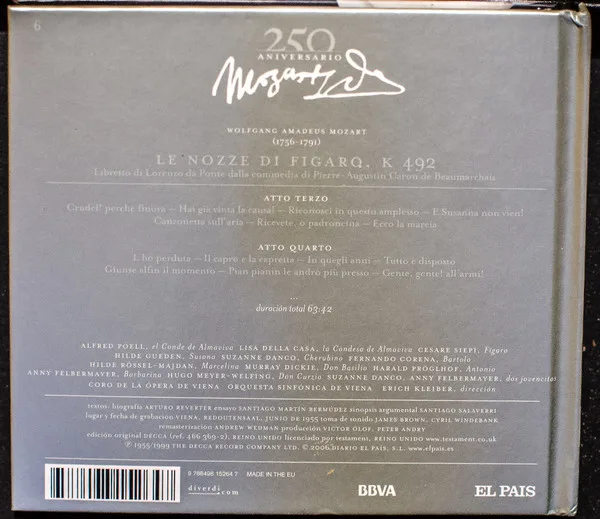 6
250
ANIVERSARIO
Mozart
WOLFGANG AMADEUS MOZART
(1756-1791)
LE NOZZE DI FIGARO, K 492
Libretto di Lorenzo da Ponte dalla commedia di Pierre-Augustin Caron de Beaumarchais
ATTO TERZO
Crudel! perche finora – Hai già vinta la causa! – Riconosci in questo amplesso – E Susanna non vien!
Canzonetta sull'aria – Ricevete, o padroncina – Ecco la marcia
ATTO QUARTO
L'ho perduta – Il capro e la capretta – In quegli anni – Tutto è disposto
Giunse alfin il momento – Pian pianin le andrò più presso – Gente, gente! all'armi!
...
duración total 63:42
ALFRED POELL, el Conde de Almaviva LISA DELLA CASA, la Condesa de Almaviva CESARE SIEPI, Fígaro
HILDE GUEDEN, Susana SUZANNE DANCO, Cherubino FERNANDO CORENA, Bartolo
HILDE RÖSSEL-MAJDAN, Marcelina MURRAY DICKIE, Don Basilio HARALD PRÖGLHOF, Antonio
ANNY FELBERMAYER, Barbarina HUGO MEYER-WELFING, Don Curzio SUZANNE DANCO, ANNY FELBERMAYER, dos jovencitas
CORO DE LA ÓPERA DE VIENA ORQUESTA SINFÓNICA DE VIENA ERICH KLEIBER, dirección
textos: biografía ARTURO REVERTER ensayo SANTIAGO MARTÍN BERMÚDEZ sinopsis argumental SANTIAGO SALAVERRI
lugar y fecha de grabación VIENA, REDOUTENSAAL, JUNIO DE 1955 toma de sonido JAMES BROWN, CYRIL WINDEBANK
remasterización ANDREW WEDMAN producción VICTOR OLOF, PETER ANDRY
edición original DECCA (ref. 466 369-2), REINO UNIDO licenciado por testament, REINO UNIDO www.testament.co.uk
℗ 1955/1999 THE DECCA RECORD COMPANY LTD. © 2006 DIARIO EL PAÍS, S.L. www.elpais.es
9 788498 152647
MADE IN THE EU
diverdi.com
BBVA
EL PAIS